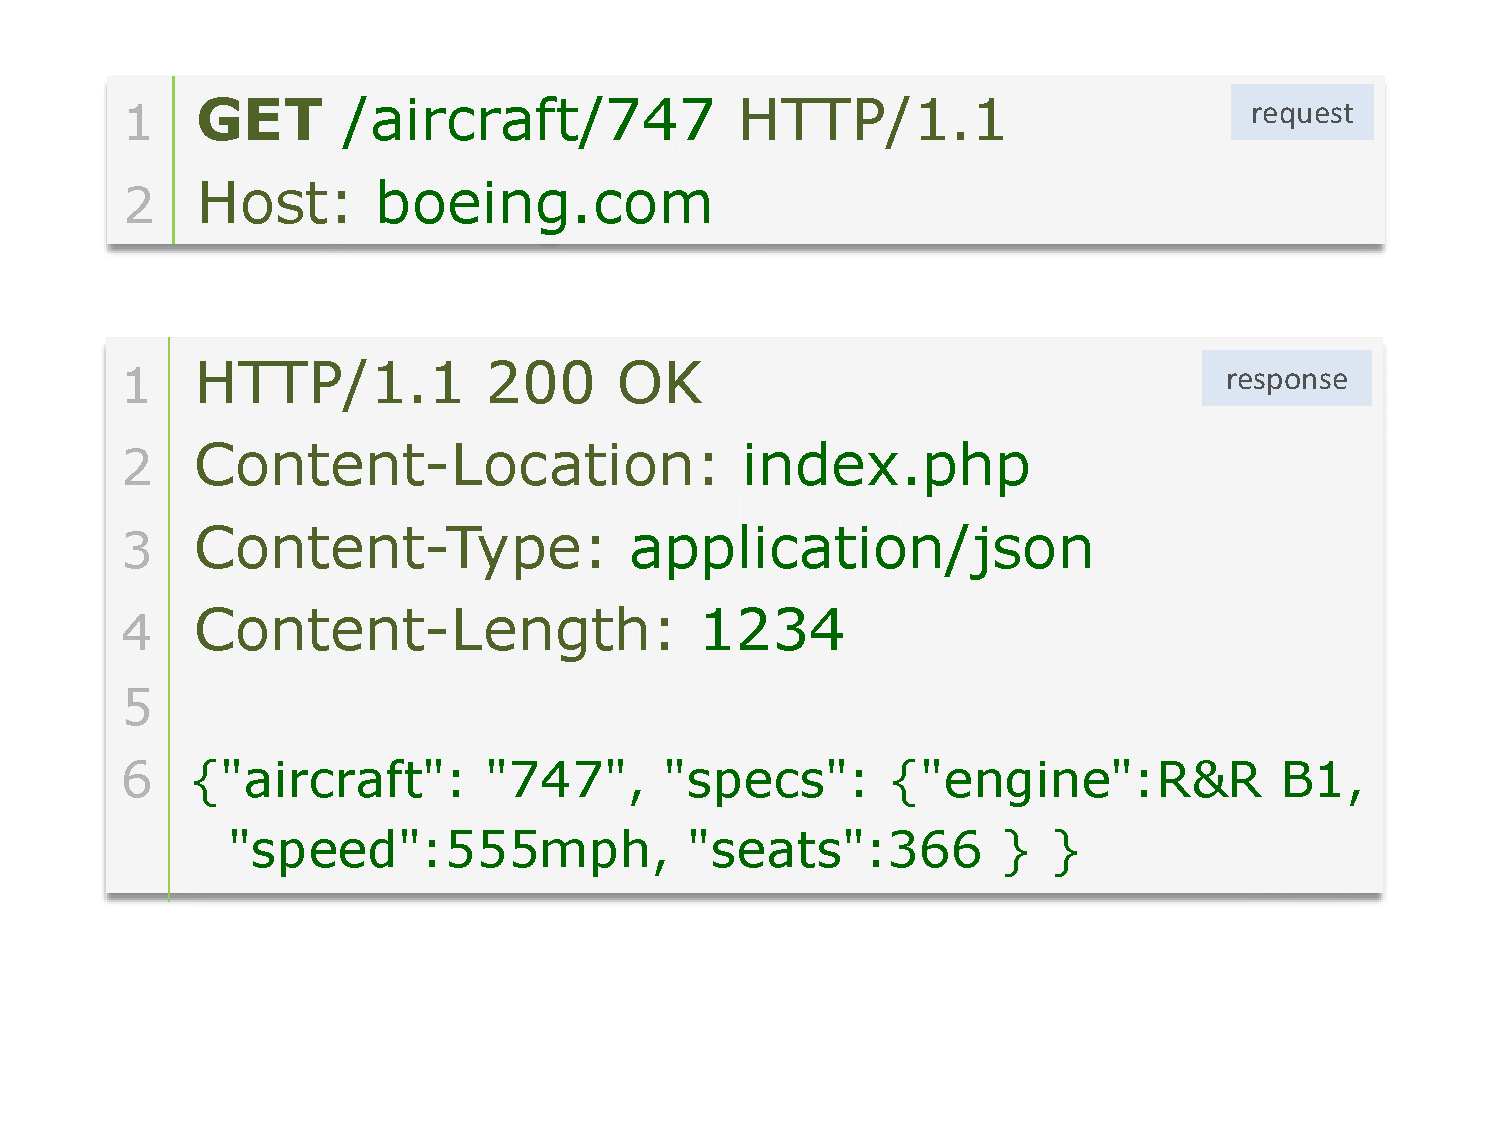 1 GET /aircraft/747 HTTP/1.1 request
2 Host: boeing.com
1 HTTP/1.1 200 OK response
2 Content-Location: index.php
3 Content-Type: application/json
4 Content-Length: 1234
5
6 {"aircraft": "747", "specs": {"engine":R&R B1,
"speed":555mph, "seats":366 } }